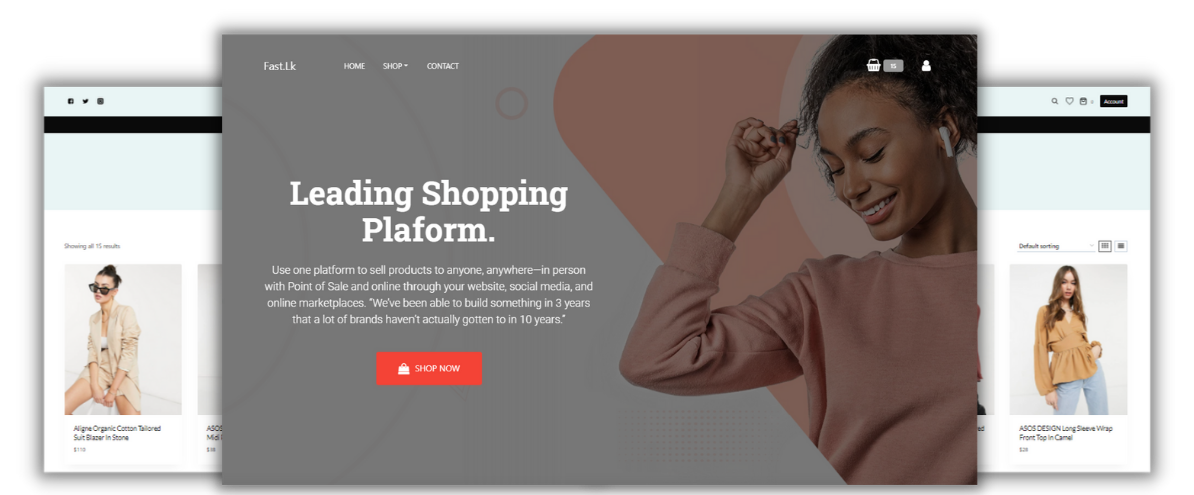 Fast.Lk HOME SHOP CONTACT 15
Account
Leading Shopping
Plaform.
Use one platform to sell products to anyone, anywhere—in person
with Point of Sale and online through your website, social media, and
online marketplaces. "We've been able to build something in 3 years
that a lot of brands haven't actually gotten to in 10 years."
SHOP NOW
Showing all 15 results
Default sorting
Aligne Organic Cotton Tailored
Suit Blazer In Stone
$110
ASOS
Midi
$38
ed
ASOS DESIGN Long Sleeve Wrap
Front Top In Camel
$28